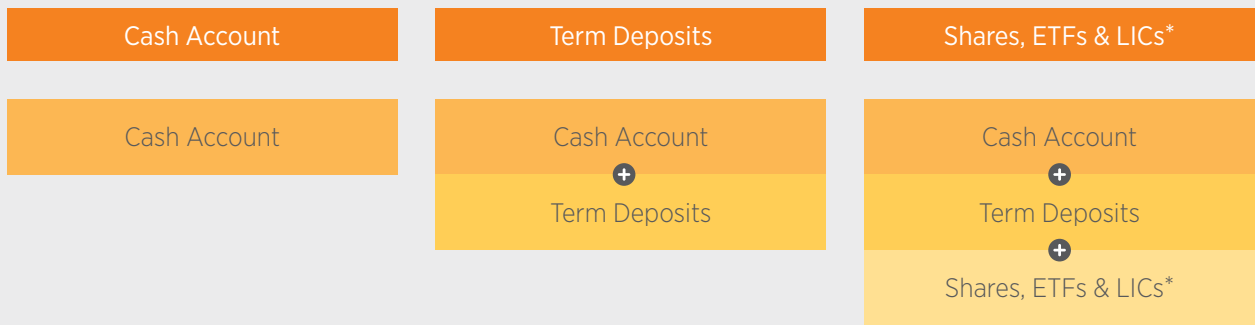 Cash Account
Term Deposits
Shares, ETFs & LICs*
Cash Account
Cash Account
Term Deposits
Cash Account
Term Deposits
Shares, ETFs & LICs*